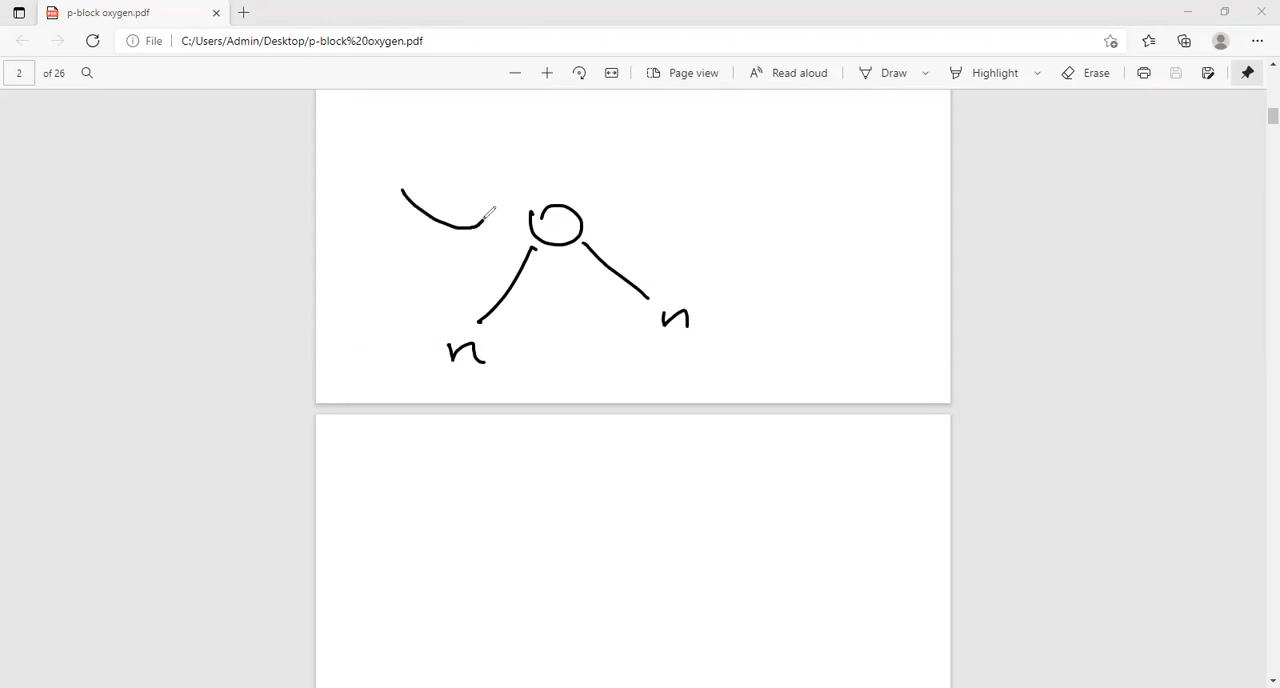 p-block oxygen.pdf
File C:/Users/Admin/Desktop/p-block%20oxygen.pdf
2 of 26 Page view Read aloud Draw Highlight Erase
O
n
n